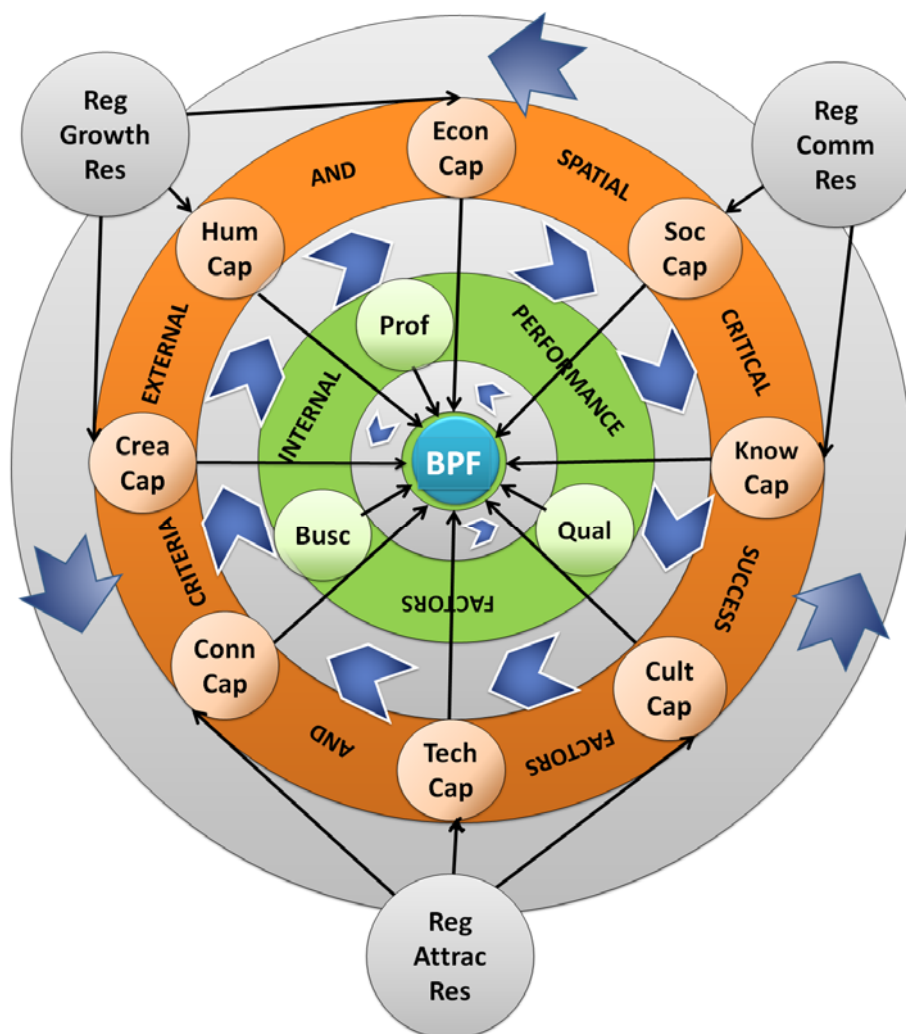 Reg
Growth
Res
Reg
Comm
Res
Econ
Cap
AND
SPATIAL
Hum
Cap
Soc
Cap
EXTERNAL
CRITICAL
Prof
PERFORMANCE
INTERNAL
BPF
Crea
Cap
Know
Cap
Busc
Qual
CRITERIA
SUCCESS
FACTORS
Conn
Cap
Cult
Cap
AND
Tech
Cap
FACTORS
Reg
Attrac
Res